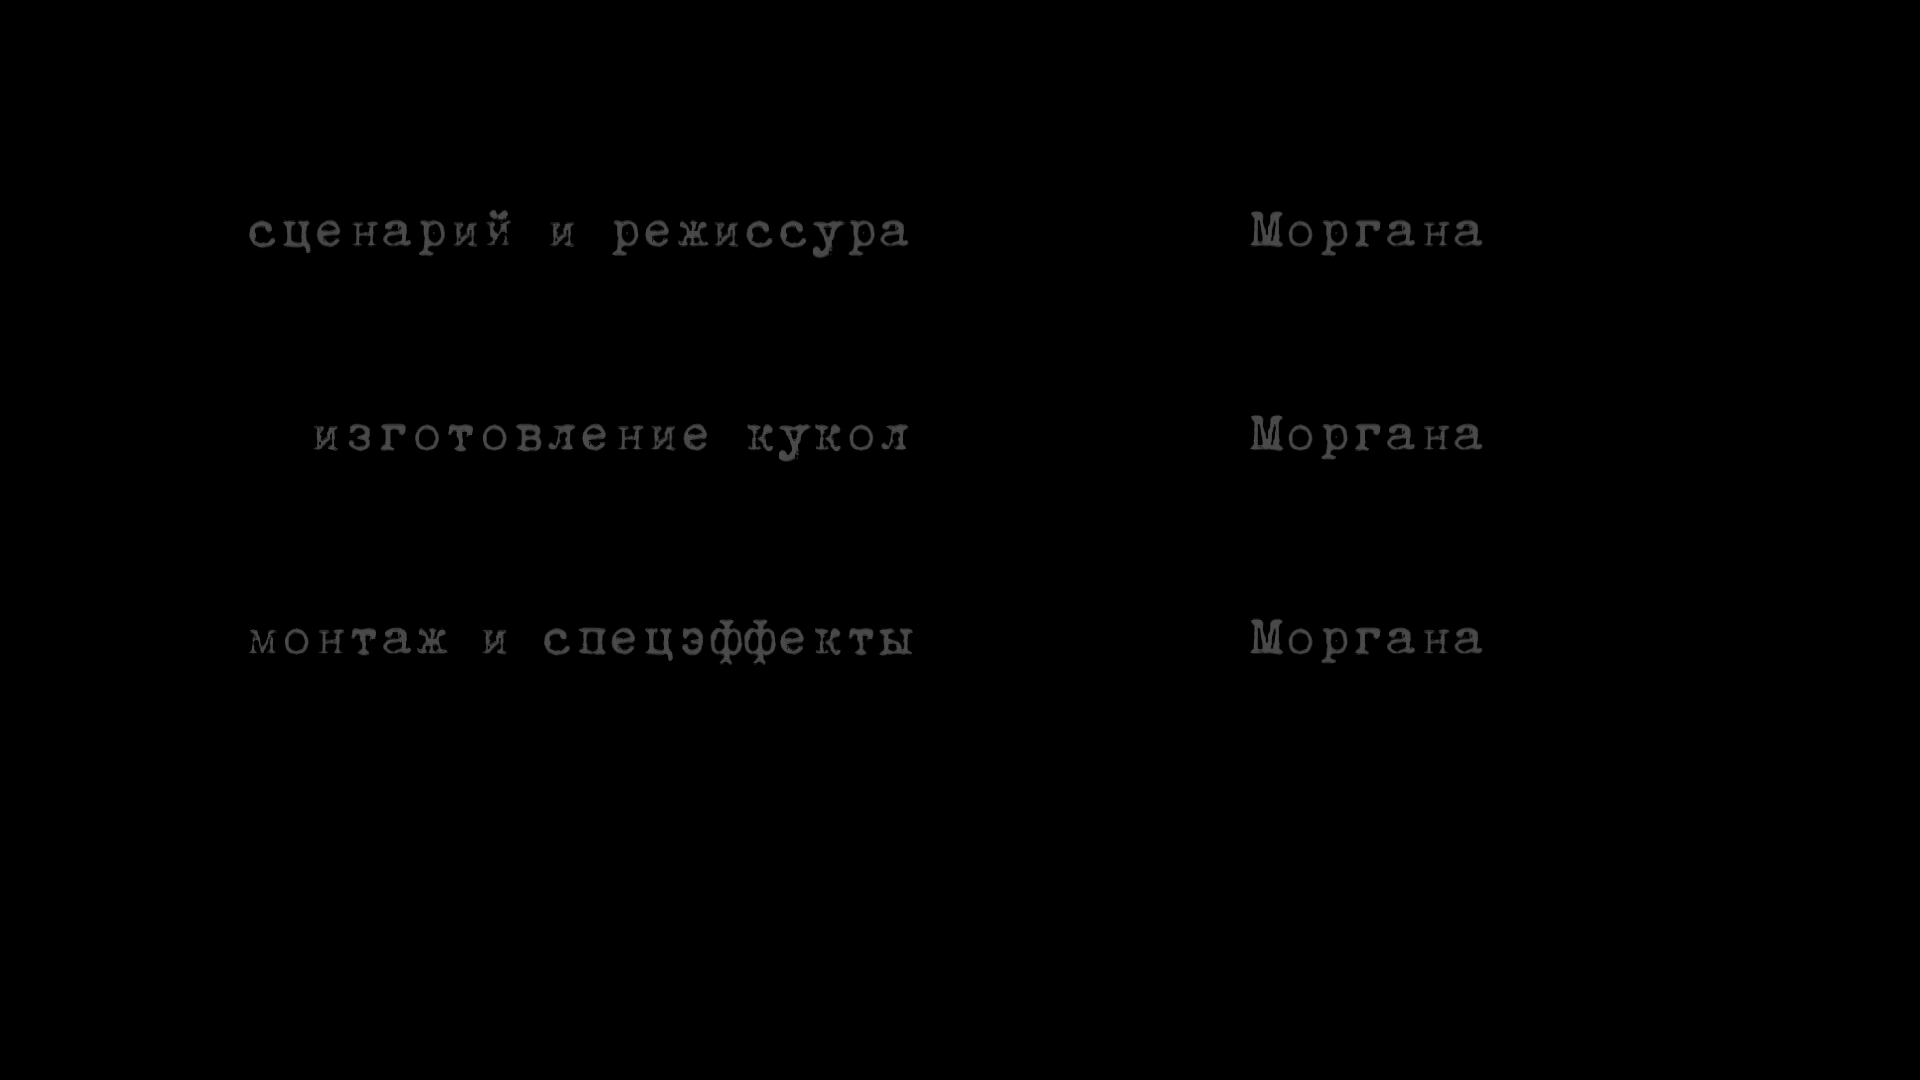 сценарий и режиссура Моргана
изготовление кукол Моргана
монтаж и спецэффекты Моргана